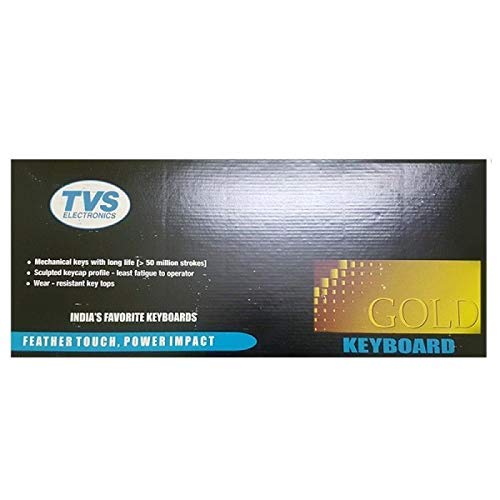 TVS
ELECTRONICS
• Mechanical keys with long life [> 50 million strokes]
• Sculpted keycap profile - least fatigue to operator
• Wear - resistant key tops
INDIA'S FAVORITE KEYBOARDS
FEATHER TOUCH, POWER IMPACT
GOLD
KEYBOARD